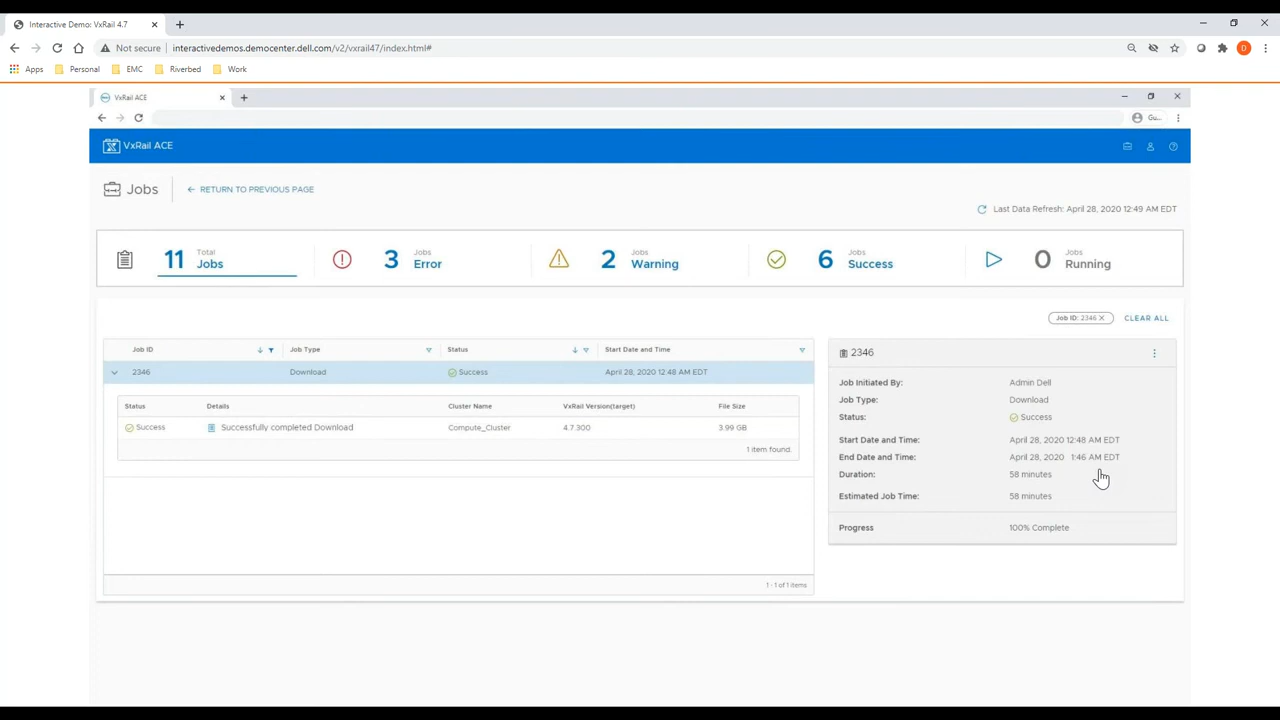 Interactive Demo: VxRail 4.7
Not secure interactivedemos.democenter.dell.com/v2/vxrail47/index.html#
D
Apps Personal EMC Riverbed Work
VxRail ACE
Gu...
VxRail ACE
Jobs ← RETURN TO PREVIOUS PAGE
Last Data Refresh: April 28, 2020 12:49 AM EDT
11 Total Jobs
3 Jobs Error
2 Jobs Warning
6 Jobs Success
0 Jobs Running
Job ID: 2346 CLEAR ALL
Job ID Job Type Status Start Date and Time
2346 Download Success April 28, 2020 12:48 AM EDT
Status Details Cluster Name VxRail Version(target) File Size
Success Successfully completed Download Compute_Cluster 4.7.300 3.99 GB
1 item found.
1 - 1 of 1 items
2346
Job Initiated By: Admin Dell
Job Type: Download
Status: Success
Start Date and Time: April 28, 2020 12:48 AM EDT
End Date and Time: April 28, 2020 1:46 AM EDT
Duration: 58 minutes
Estimated Job Time: 58 minutes
Progress 100% Complete